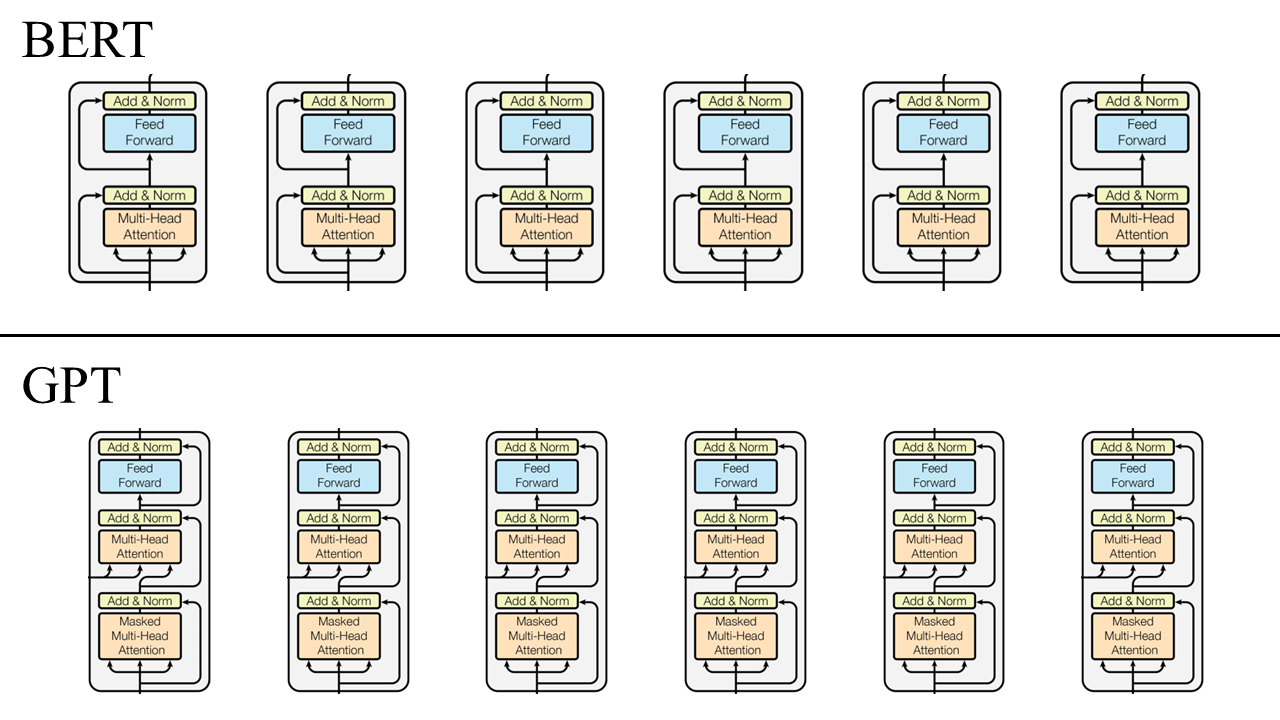 BERT
Add & Norm
Feed
Forward
Add & Norm
Multi-Head
Attention
Add & Norm
Feed
Forward
Add & Norm
Multi-Head
Attention
Add & Norm
Feed
Forward
Add & Norm
Multi-Head
Attention
Add & Norm
Feed
Forward
Add & Norm
Multi-Head
Attention
Add & Norm
Feed
Forward
Add & Norm
Multi-Head
Attention
Add & Norm
Feed
Forward
Add & Norm
Multi-Head
Attention
GPT
Add & Norm
Feed
Forward
Add & Norm
Multi-Head
Attention
Add & Norm
Masked
Multi-Head
Attention
Add & Norm
Feed
Forward
Add & Norm
Multi-Head
Attention
Add & Norm
Masked
Multi-Head
Attention
Add & Norm
Feed
Forward
Add & Norm
Multi-Head
Attention
Add & Norm
Masked
Multi-Head
Attention
Add & Norm
Feed
Forward
Add & Norm
Multi-Head
Attention
Add & Norm
Masked
Multi-Head
Attention
Add & Norm
Feed
Forward
Add & Norm
Multi-Head
Attention
Add & Norm
Masked
Multi-Head
Attention
Add & Norm
Feed
Forward
Add & Norm
Multi-Head
Attention
Add & Norm
Masked
Multi-Head
Attention